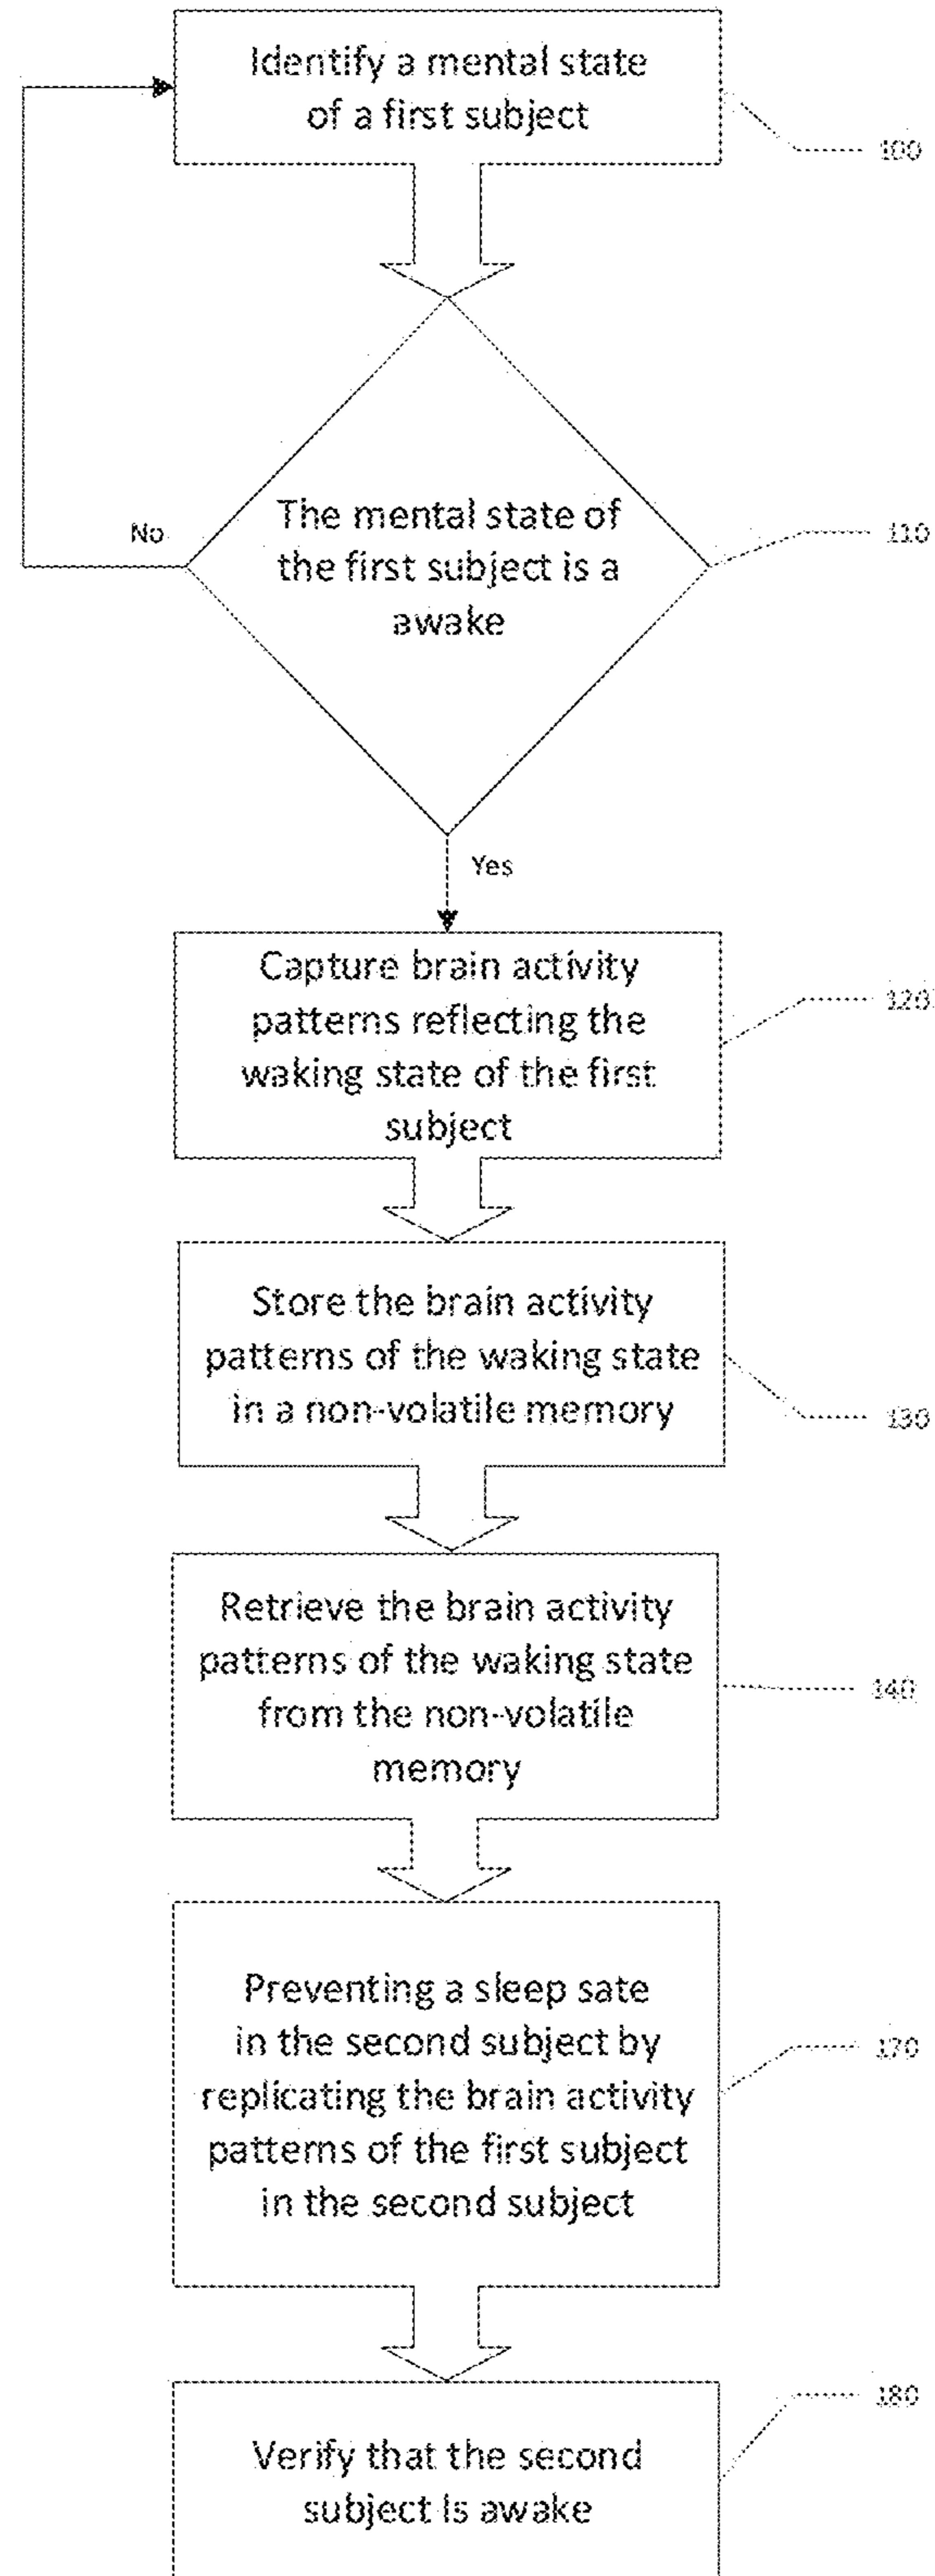 Identify a mental state
of a first subject
100
The mental state of
the first subject is a
awake
No
110
Yes
Capture brain activity
patterns reflecting the
waking state of the first
subject
120
Store the brain activity
patterns of the waking state
in a non-volatile memory
130
Retrieve the brain activity
patterns of the waking state
from the non-volatile
memory
140
Preventing a sleep sate
in the second subject by
replicating the brain activity
patterns of the first subject
in the second subject
170
180
Verify that the second
subject is awake